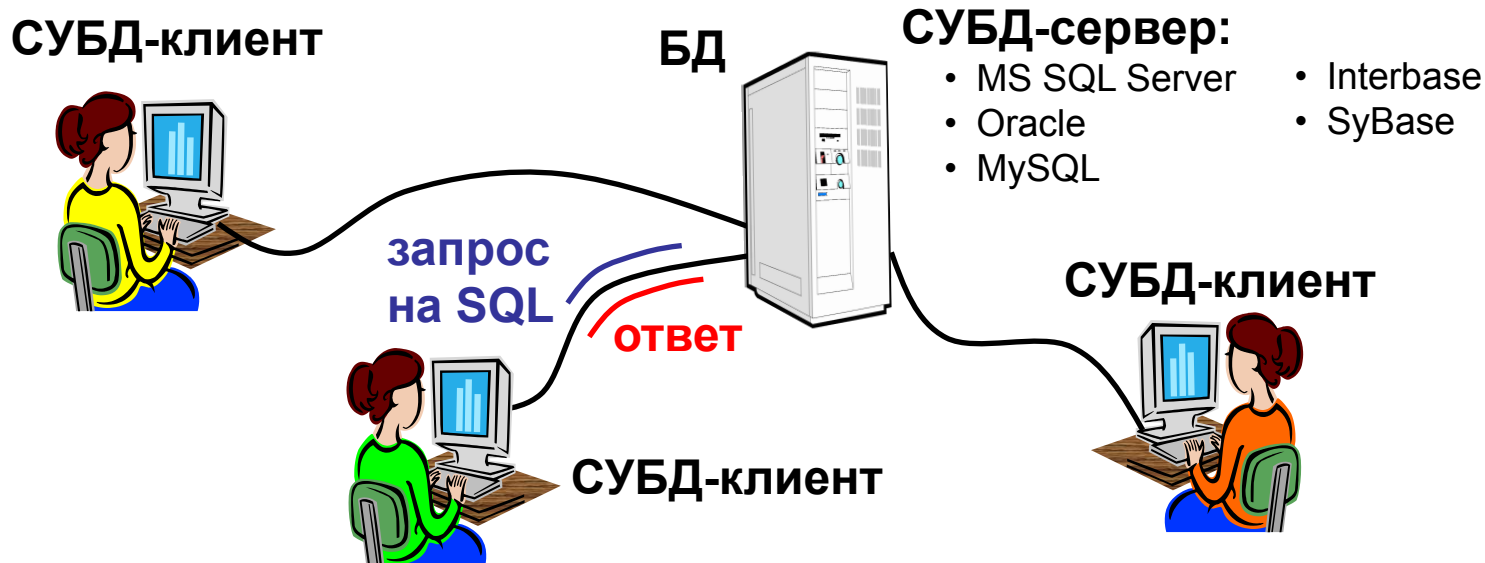 СУБД-клиент
БД
СУБД-сервер:
• MS SQL Server
• Oracle
• MySQL
• Interbase
• SyBase
запрос
на SQL
ответ
СУБД-клиент
СУБД-клиент